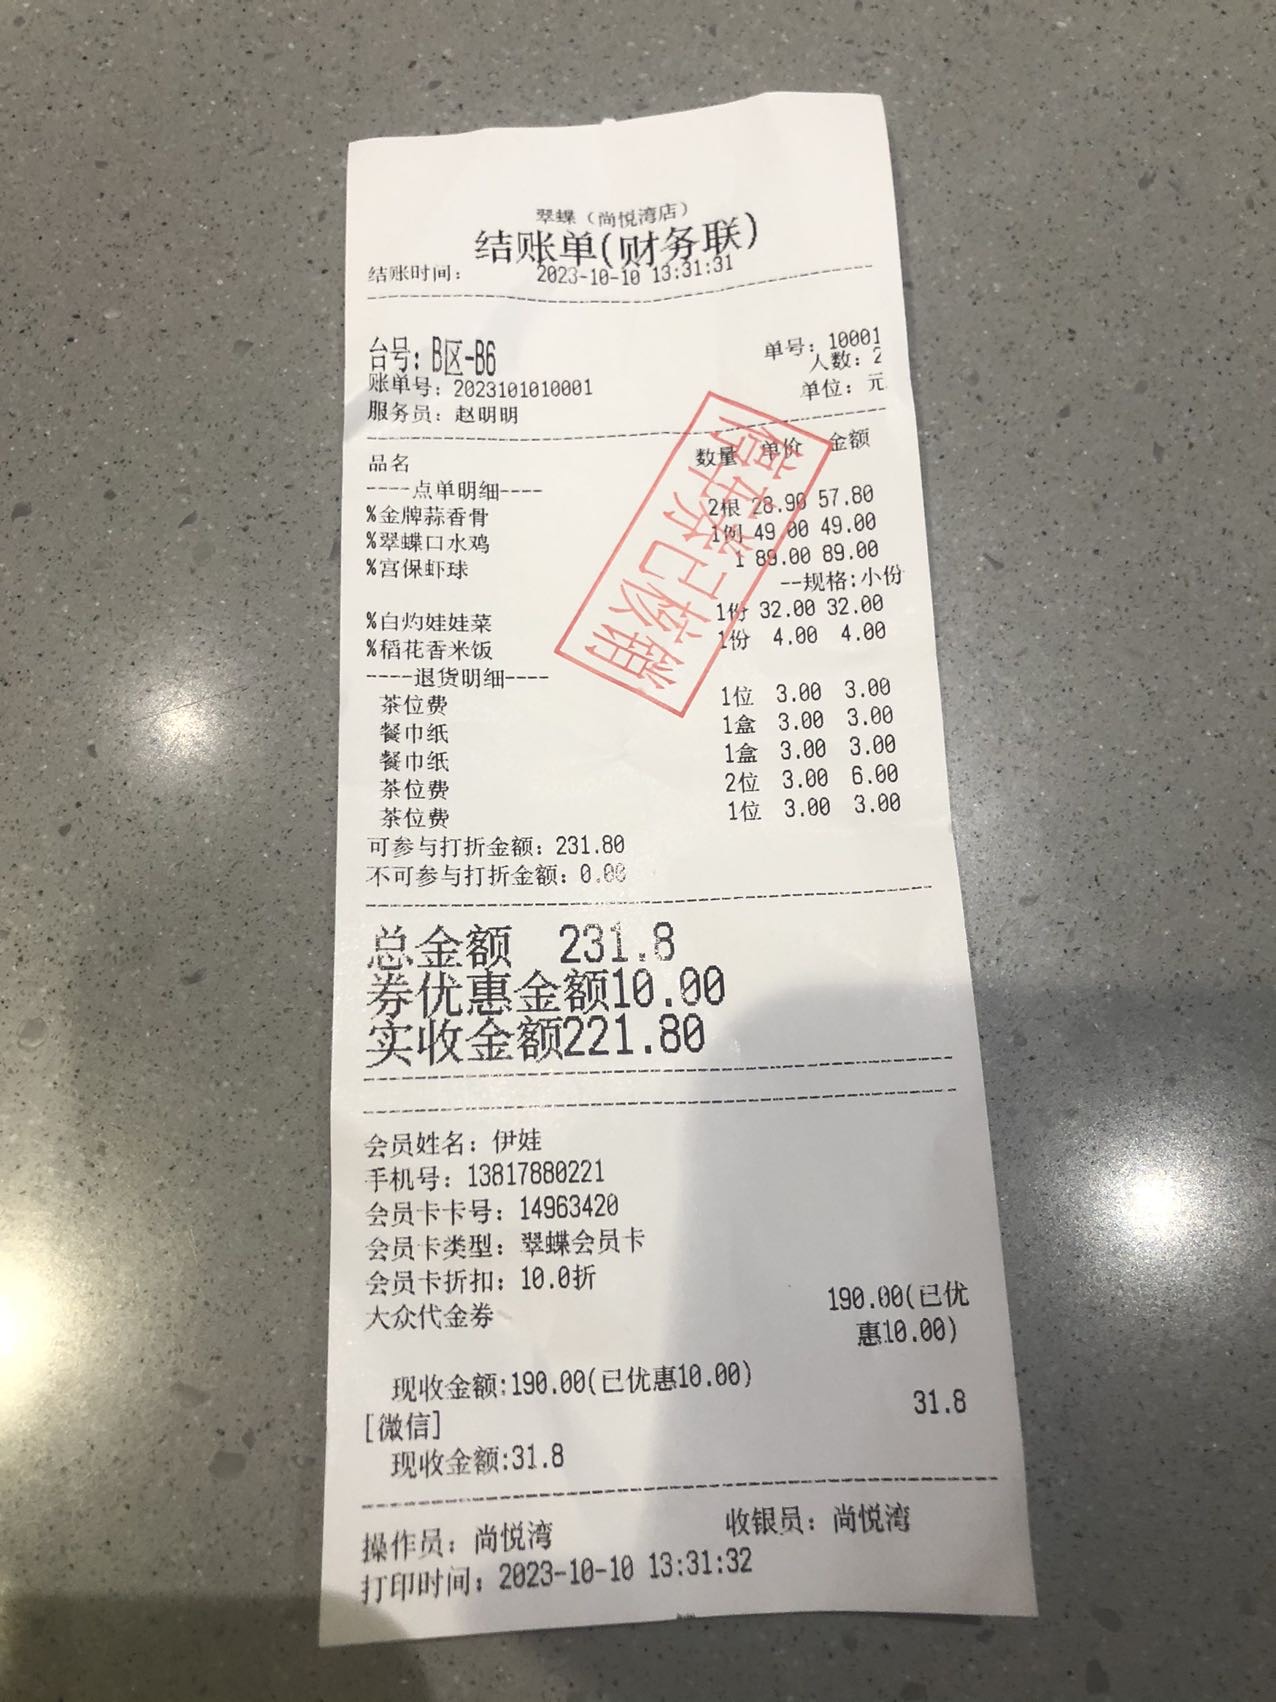 翠蝶（尚悦湾店）
结账单(财务联)
结账时间： 2023-10-10 13:31:31
台号：B区-B6 单号：10001
人数：2
账单号：2023101010001 单位：元
服务员：赵明明
品名 数量 单价 金额
----点单明细----
%金牌蒜香骨 2根 28.90 57.80
%翠蝶口水鸡 1例 49.00 49.00
%宫保虾球 1 89.00 89.00
--规格:小份
%白灼娃娃菜 1份 32.00 32.00
%稻花香米饭 1份 4.00 4.00
----退货明细----
茶位费 1位 3.00 3.00
餐巾纸 1盒 3.00 3.00
餐巾纸 1盒 3.00 3.00
茶位费 2位 3.00 6.00
茶位费 1位 3.00 3.00
可参与打折金额：231.80
不可参与打折金额：0.00
总金额 231.8
券优惠金额10.00
实收金额221.80
会员姓名：伊娃
手机号：13817880221
会员卡卡号：14963420
会员卡类型：翠蝶会员卡
会员卡折扣：10.0折
大众代金券 190.00(已优
惠10.00)
现收金额:190.00(已优惠10.00)
[微信] 31.8
现收金额:31.8
操作员：尚悦湾 收银员：尚悦湾
打印时间：2023-10-10 13:31:32
停车券已核销